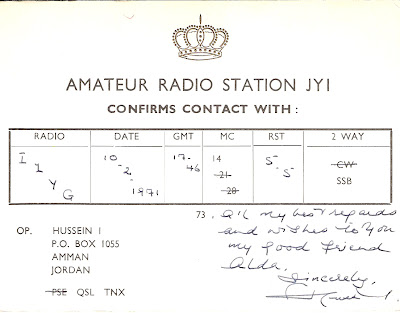 AMATEUR RADIO STATION JY1
CONFIRMS CONTACT WITH :
RADIO DATE GMT MC RST 2 WAY
I1YG 10-2-1971 17-46 14 21 28 5-5 CW SSB
73. All my best regards
and wishes to you
my good friend
Alda.
Sincerely,
OP. HUSSEIN I
P.O. BOX 1055
AMMAN
JORDAN
PSE QSL TNX